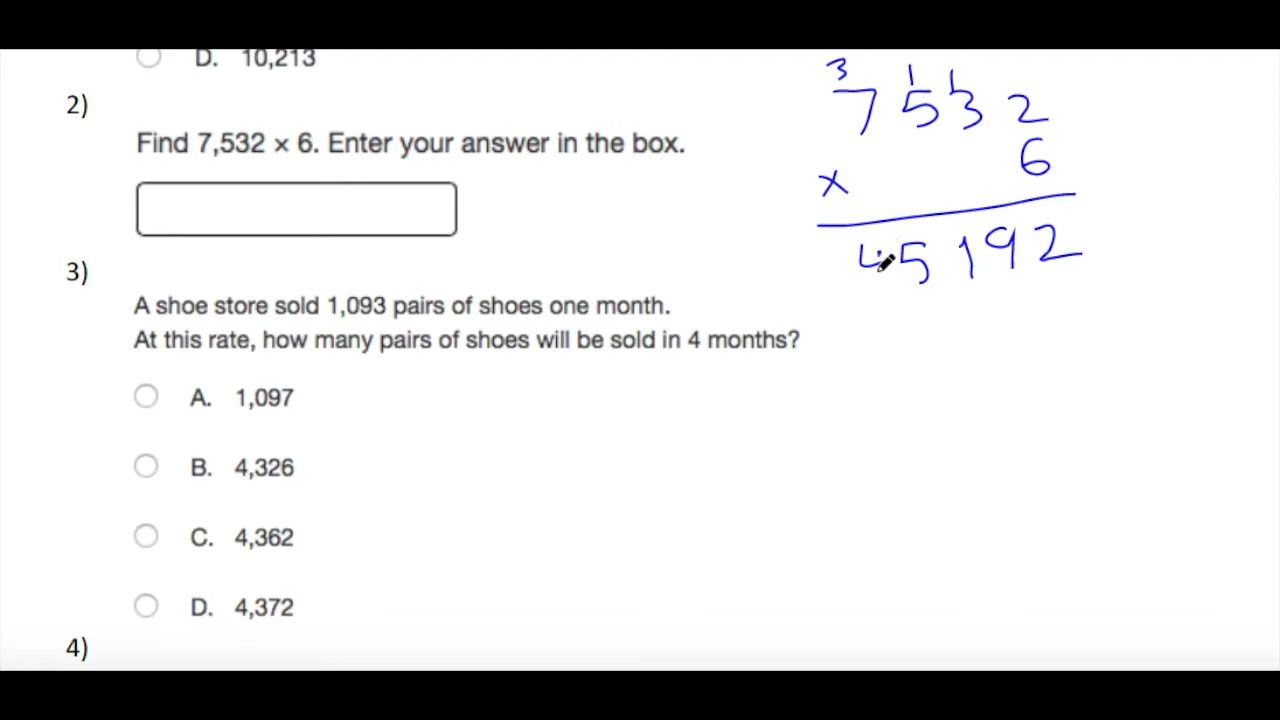 D. 10,213
2)
Find 7,532 × 6. Enter your answer in the box.
3 1 1
7 5 3 2
x 6
4 5 1 9 2
3)
A shoe store sold 1,093 pairs of shoes one month.
At this rate, how many pairs of shoes will be sold in 4 months?
A. 1,097
B. 4,326
C. 4,362
D. 4,372
4)